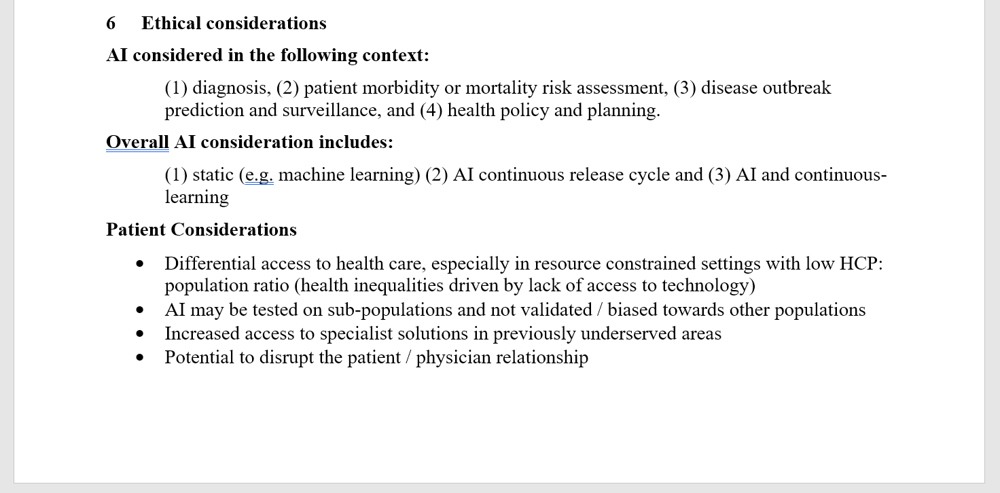 6 Ethical considerations
AI considered in the following context:
(1) diagnosis, (2) patient morbidity or mortality risk assessment, (3) disease outbreak
prediction and surveillance, and (4) health policy and planning.
Overall AI consideration includes:
(1) static (e.g. machine learning) (2) AI continuous release cycle and (3) AI and continuous-
learning
Patient Considerations
• Differential access to health care, especially in resource constrained settings with low HCP:
population ratio (health inequalities driven by lack of access to technology)
• AI may be tested on sub-populations and not validated / biased towards other populations
• Increased access to specialist solutions in previously underserved areas
• Potential to disrupt the patient / physician relationship